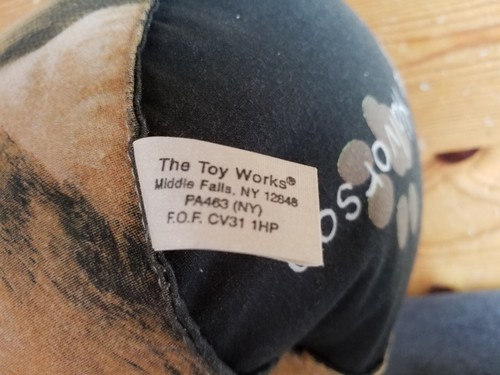 The Toy Works®
Middle Falls, NY 12848
PA463 (NY)
F.O.F. CV31 1HP